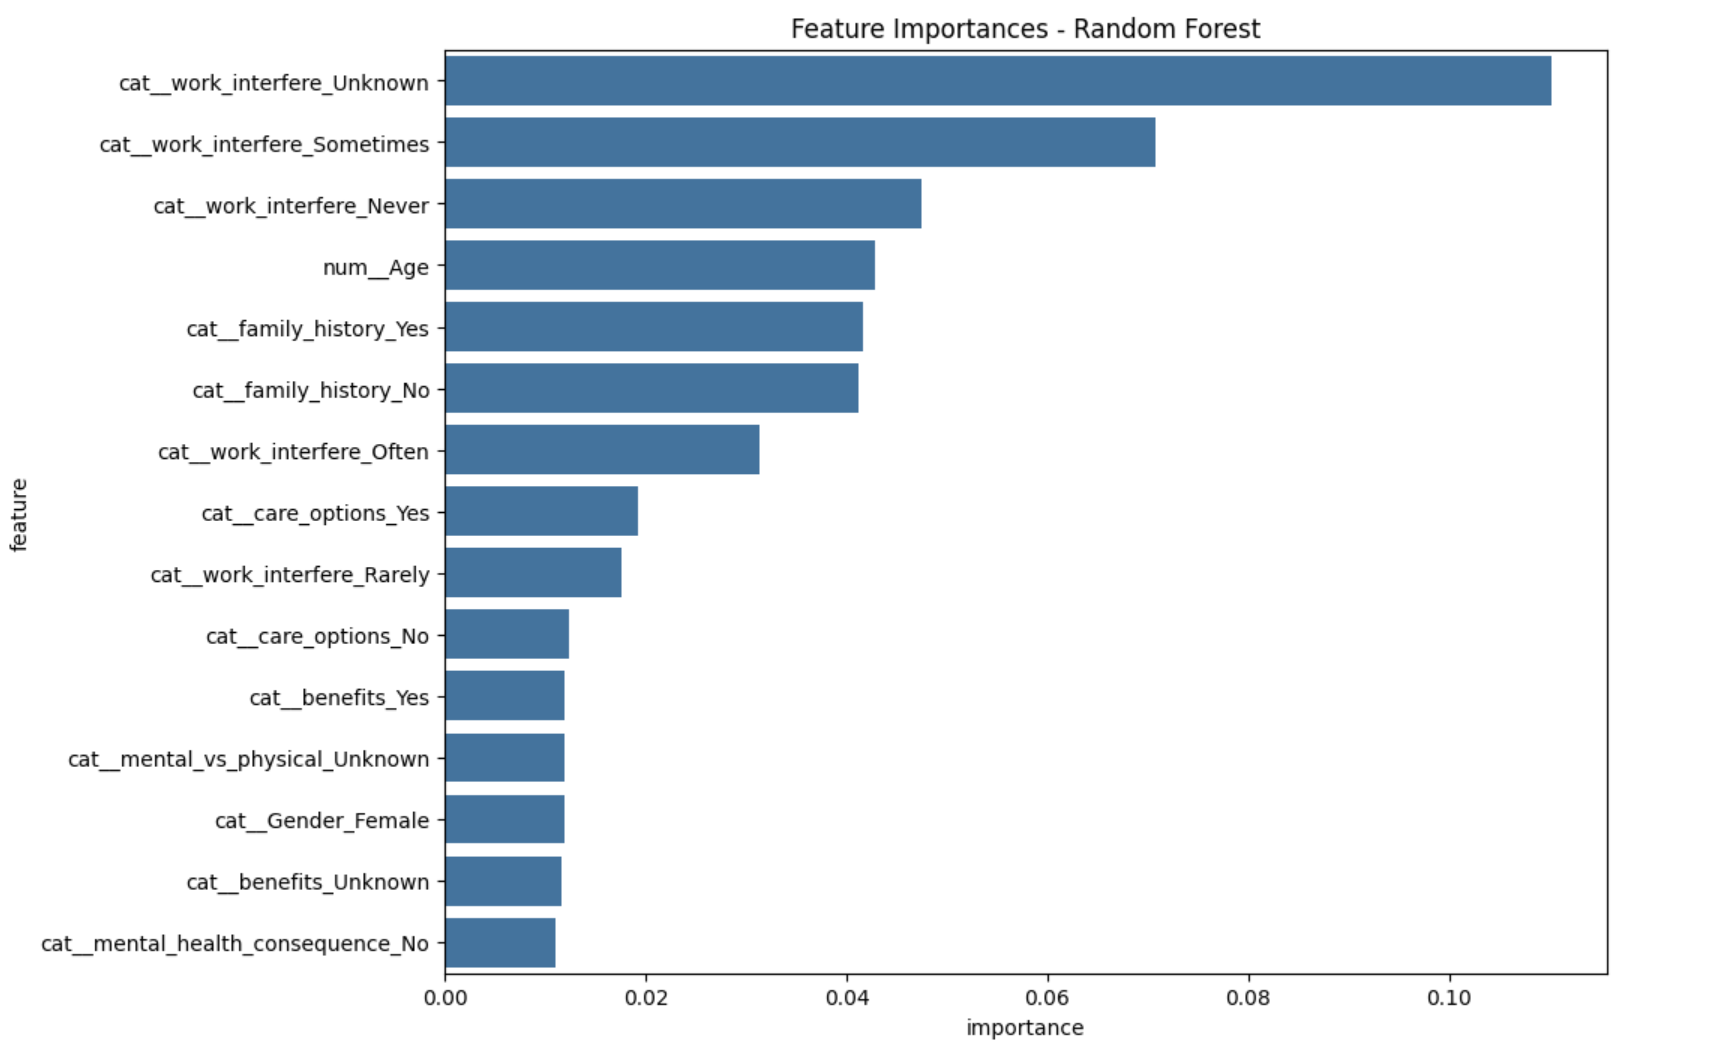 Feature Importances - Random Forest
cat__work_interfere_Unknown
cat__work_interfere_Sometimes
cat__work_interfere_Never
num__Age
cat__family_history_Yes
cat__family_history_No
cat__work_interfere_Often
cat__care_options_Yes
cat__work_interfere_Rarely
cat__care_options_No
cat__benefits_Yes
cat__mental_vs_physical_Unknown
cat__Gender_Female
cat__benefits_Unknown
cat__mental_health_consequence_No
feature
0.00 0.02 0.04 0.06 0.08 0.10
importance